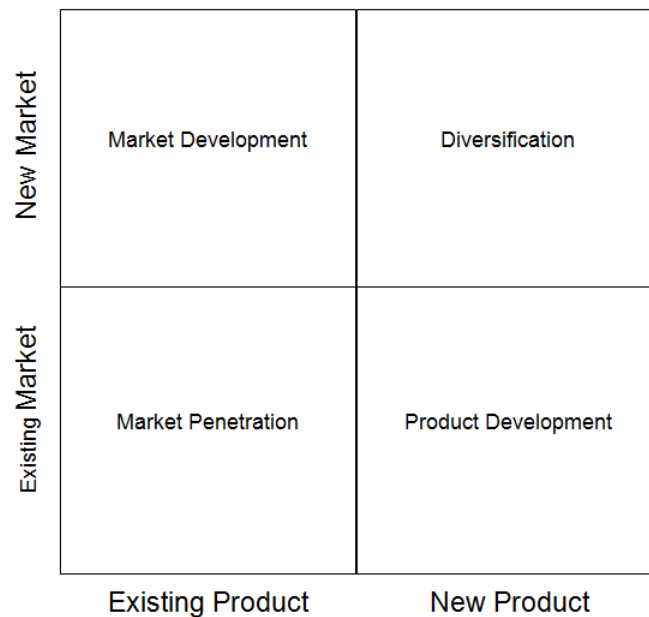 New Market
Market Development
Diversification
Existing Market
Market Penetration
Product Development
Existing Product
New Product